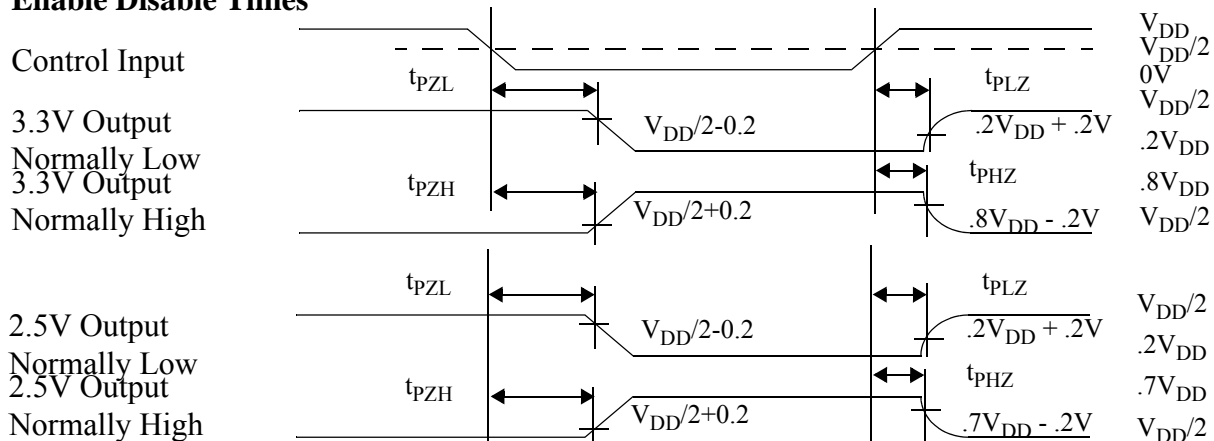 Enable Disable Times
Control Input
V_DD
V_DD/2
0V
t_PZL
t_PLZ
V_DD/2
3.3V Output
Normally Low
V_DD/2-0.2
.2V_DD + .2V
.2V_DD
3.3V Output
Normally High
t_PZH
t_PHZ
.8V_DD
V_DD/2+0.2
.8V_DD - .2V
V_DD/2
t_PZL
t_PLZ
V_DD/2
2.5V Output
Normally Low
V_DD/2-0.2
.2V_DD + .2V
.2V_DD
2.5V Output
Normally High
t_PZH
t_PHZ
.7V_DD
V_DD/2+0.2
.7V_DD - .2V
V_DD/2